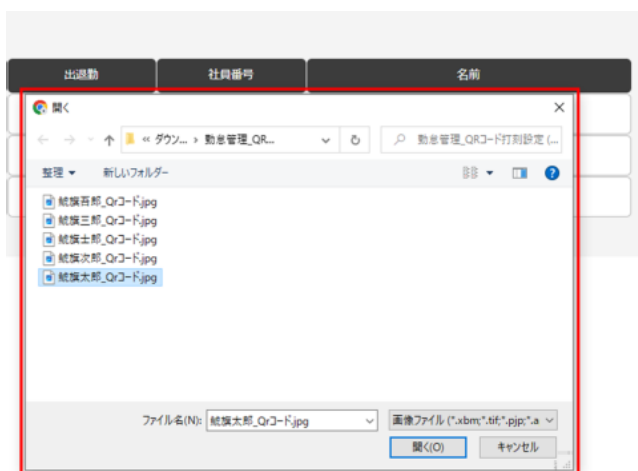 出退勤 社員番号 名前
開く
« ダウン... › 勤怠管理_QR... 勤怠管理_QRコード打刻設定 (...
整理 新しいフォルダー
鯱旗吾郎_Qrコード.jpg
鯱旗三郎_Qrコード.jpg
鯱旗士郎_Qrコード.jpg
鯱旗次郎_Qrコード.jpg
鯱旗太郎_Qrコード.jpg
ファイル名(N): 鯱旗太郎_Qrコード.jpg 画像ファイル (*.xbm;*.tif;*.pjp;*.a
開く(O) キャンセル